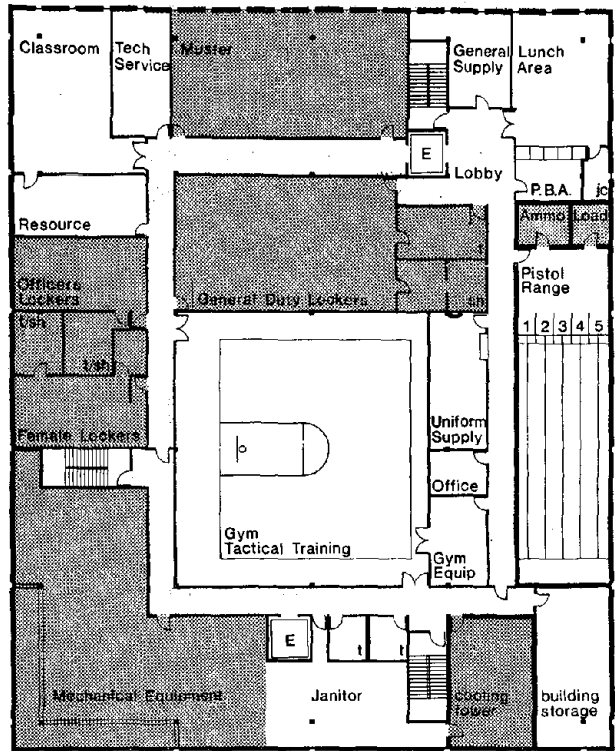 Classroom
Tech
Service
Muster
General
Supply
Lunch
Area
E
Lobby
P.B.A.
jc
Resource
Ammo
Load
t
Officers
Lockers
General Duty Lockers
sh
Pistol
Range
t/sh
t/sh
1 2 3 4 5
Female Lockers
Uniform
Supply
Office
Gym
Tactical Training
Gym
Equip
E
t
t
Mechanical Equipment
Janitor
cooling
tower
building
storage